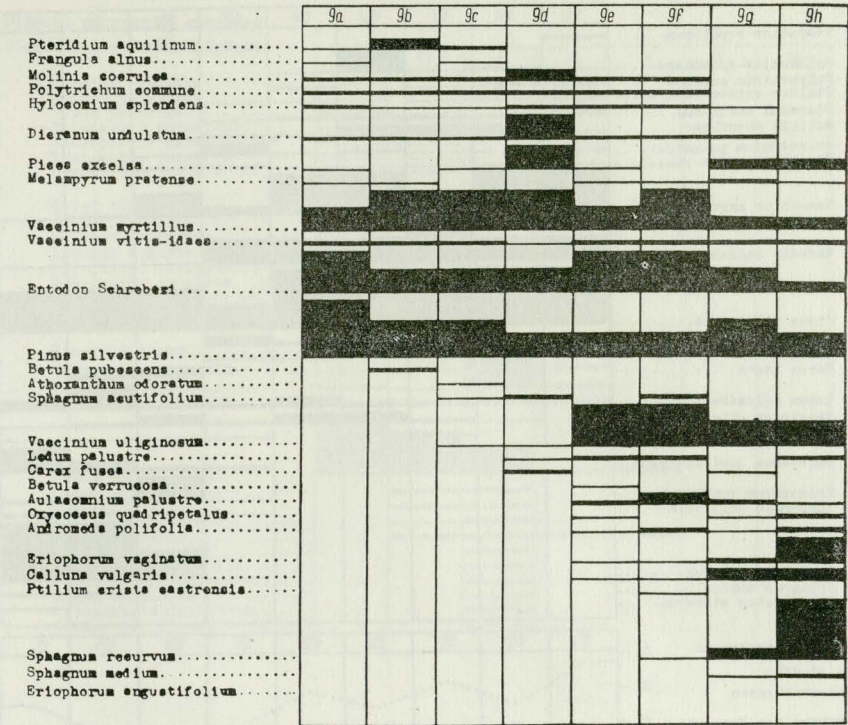 9a 9b 9c 9d 9e 9f 9g 9h
Pteridium aquilinum
Frangula alnus
Molinia coerulea
Polytrichum commune
Hylocomium splendens
Dicranum undulatum
Picea excelsa
Melampyrum pratense
Vaccinium myrtillus
Vaccinium vitis-idaea
Entodon Schreberi
Pinus silvestris
Betula pubescens
Athoxanthum odoratum
Sphagnum acutifolium
Vaccinium uliginosum
Ledum palustre
Carex fusca
Betula verrucosa
Aulacomnium palustre
Oxycoccus quadripetalus
Andromeda polifolia
Eriophorum vaginatum
Calluna vulgaris
Ptilium crista castrensis
Sphagnum recurvum
Sphagnum medium
Eriophorum angustifolium